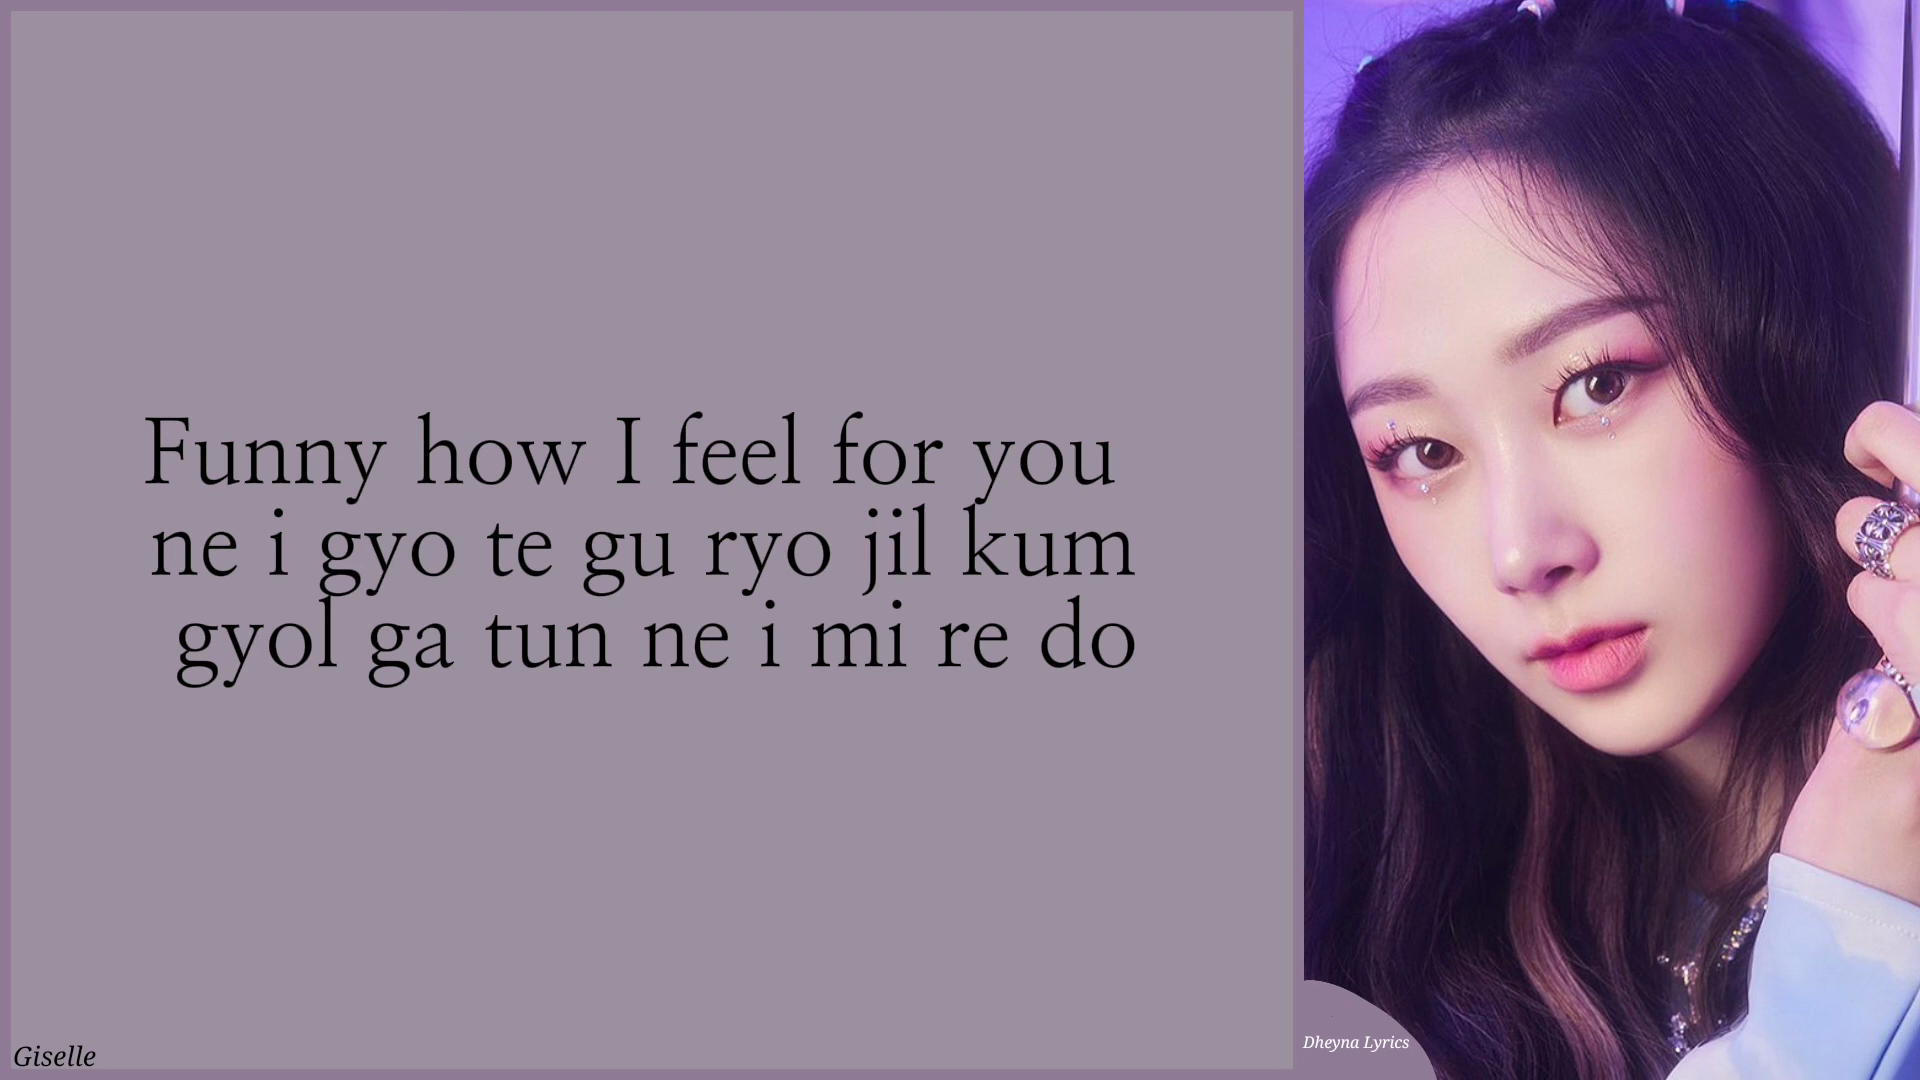 Funny how I feel for you
ne i gyo te gu ryo jil kum
gyol ga tun ne i mi re do
Giselle
Dheyna Lyrics